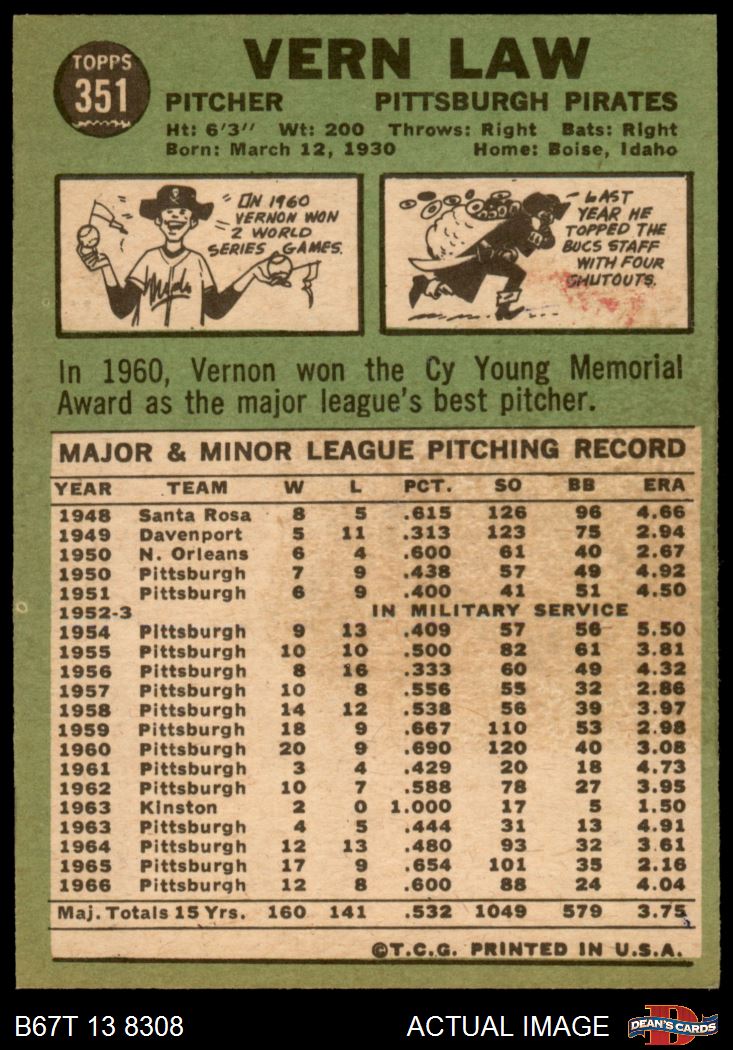 TOPPS
351
VERN LAW
PITCHER PITTSBURGH PIRATES
Ht: 6'3" Wt: 200 Throws: Right Bats: Right
Born: March 12, 1930 Home: Boise, Idaho
"IN 1960
VERNON WON
2 WORLD
SERIES GAMES.
LAST
YEAR HE
TOPPED THE
BUCS STAFF
WITH FOUR
SHUTOUTS.
In 1960, Vernon won the Cy Young Memorial
Award as the major league's best pitcher.
MAJOR & MINOR LEAGUE PITCHING RECORD
YEAR TEAM W L PCT. SO BB ERA
1948 Santa Rosa 8 5 .615 126 96 4.66
1949 Davenport 5 11 .313 123 75 2.94
1950 N. Orleans 6 4 .600 61 40 2.67
1950 Pittsburgh 7 9 .438 57 49 4.92
1951 Pittsburgh 6 9 .400 41 51 4.50
1952-3 IN MILITARY SERVICE
1954 Pittsburgh 9 13 .409 57 56 5.50
1955 Pittsburgh 10 10 .500 82 61 3.81
1956 Pittsburgh 8 16 .333 60 49 4.32
1957 Pittsburgh 10 8 .556 55 32 2.86
1958 Pittsburgh 14 12 .538 56 39 3.97
1959 Pittsburgh 18 9 .667 110 53 2.98
1960 Pittsburgh 20 9 .690 120 40 3.08
1961 Pittsburgh 3 4 .429 20 18 4.73
1962 Pittsburgh 10 7 .588 78 27 3.95
1963 Kinston 2 0 1.000 17 5 1.50
1963 Pittsburgh 4 5 .444 31 13 4.91
1964 Pittsburgh 12 13 .480 93 32 3.61
1965 Pittsburgh 17 9 .654 101 35 2.16
1966 Pittsburgh 12 8 .600 88 24 4.04
Maj. Totals 15 Yrs. 160 141 .532 1049 579 3.75
©T.C.G. PRINTED IN U.S.A.
B67T 13 8308 ACTUAL IMAGE
DEAN'S CARDS